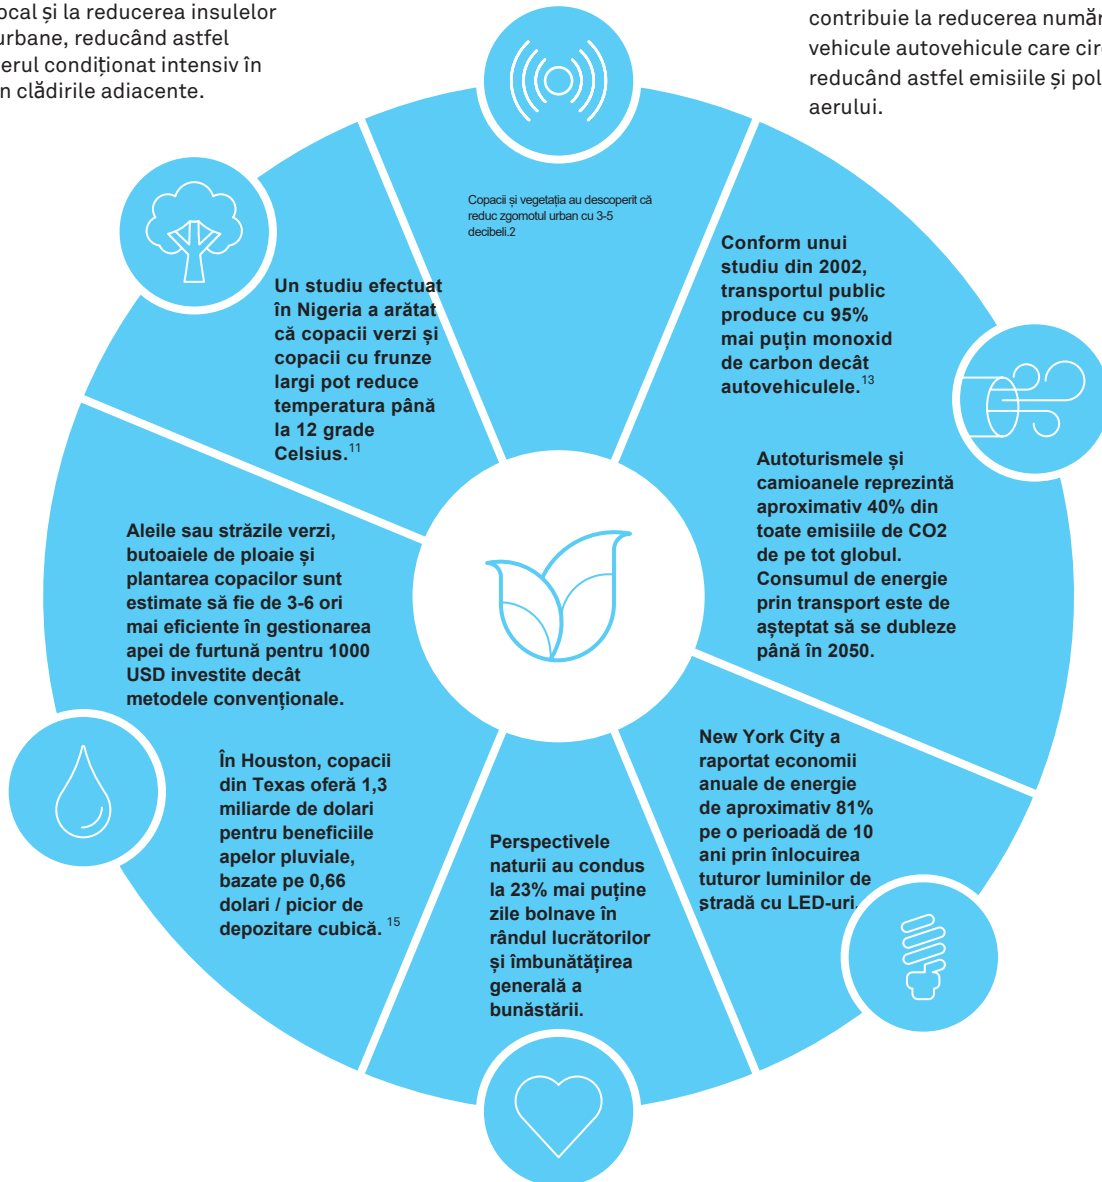 ocal și la reducerea insulelor
urbane, reducând astfel
erul condiționat intensiv în
n clădirile adiacente.
contribuie la reducerea număr
vehicule autovehicule care circ
reducând astfel emisiile și pol
aerului.
Copacii și vegetația au descoperit că
reduc zgomotul urban cu 3-5
decibeli.2
Conform unui
studiu din 2002,
transportul public
produce cu 95%
mai puțin monoxid
de carbon decât
autovehiculele.13
Autoturismele și
camioanele reprezintă
aproximativ 40% din
toate emisiile de CO2
de pe tot globul.
Consumul de energie
prin transport este de
așteptat să se dubleze
până în 2050.
New York City a
raportat economii
anuale de energie
de aproximativ 81%
pe o perioadă de 10
ani prin înlocuirea
tuturor luminilor de
stradă cu LED-uri.
Perspectivele
naturii au condus
la 23% mai puține
zile bolnave în
rândul lucrătorilor
și îmbunătățirea
generală a
bunăstării.
În Houston, copacii
din Texas oferă 1,3
miliarde de dolari
pentru beneficiile
apelor pluviale,
bazate pe 0,66
dolari / picior de
depozitare cubică. 15
Aleile sau străzile verzi,
butoaiele de ploaie și
plantarea copacilor sunt
estimate să fie de 3-6 ori
mai eficiente în gestionarea
apei de furtună pentru 1000
USD investite decât
metodele convenționale.
Un studiu efectuat
în Nigeria a arătat
că copacii verzi și
copacii cu frunze
largi pot reduce
temperatura până
la 12 grade
Celsius.11